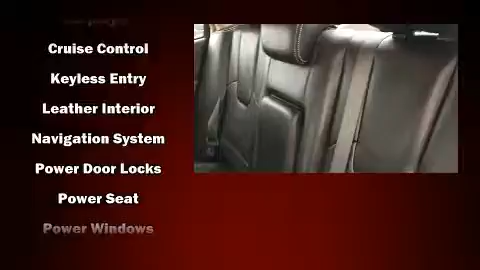 Cruise Control
Keyless Entry
Leather Interior
Navigation System
Power Door Locks
Power Seat
Power Windows